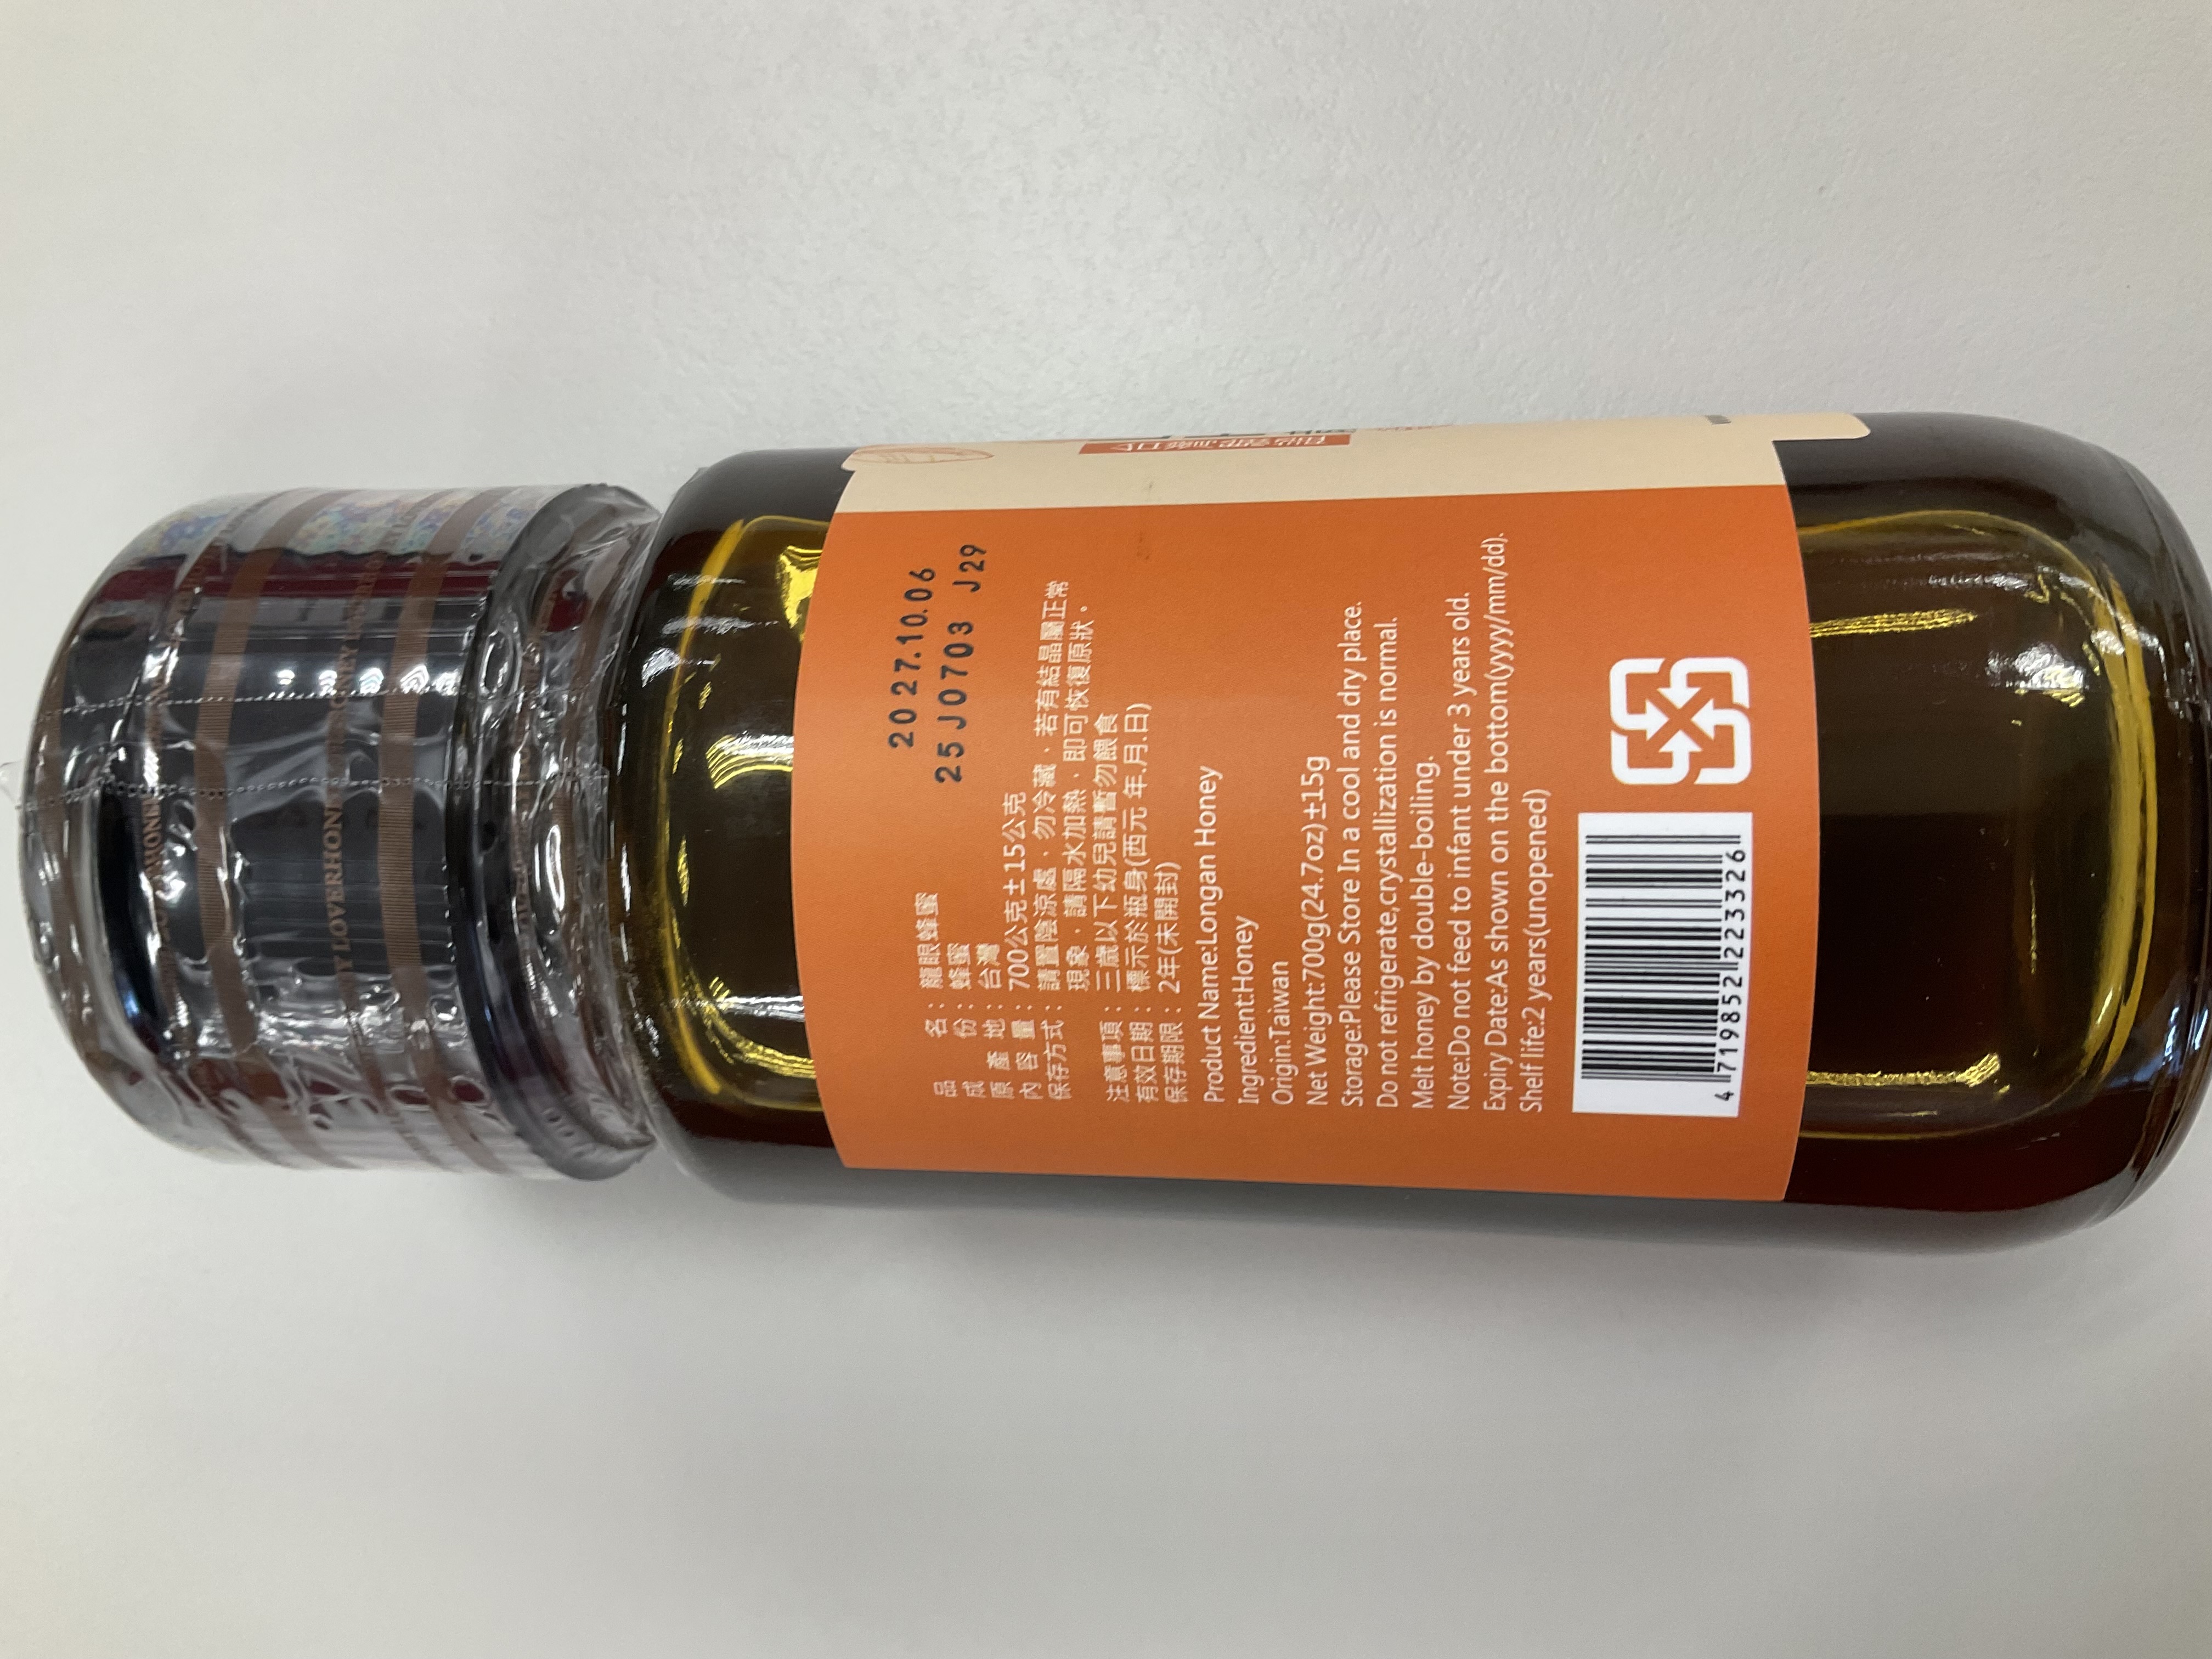 2027.10.06
25J0703 J29
品名：龍眼蜂蜜
成份：蜂蜜
原產地：台灣
內容量：700公克±15公克
保存方式：請置陰涼處，勿冷藏，若有結晶屬正常
現象，請隔水加熱，即可恢復原狀。
注意事項：三歲以下幼兒請暫勿餵食
有效日期：標示於瓶身(西元 年.月.日)
保存期限：2年(未開封)
Product Name:Longan Honey
Ingredient:Honey
Origin:Taiwan
Net Weight:700g(24.7oz)±15g
Storage:Please Store In a cool and dry place.
Do not refrigerate,crystallization is normal.
Melt honey by double-boiling.
Note:Do not feed to infant under 3 years old.
Expiry Date:As shown on the bottom(yyyy/mm/dd).
Shelf life:2 years(unopened)
4 719852 223326